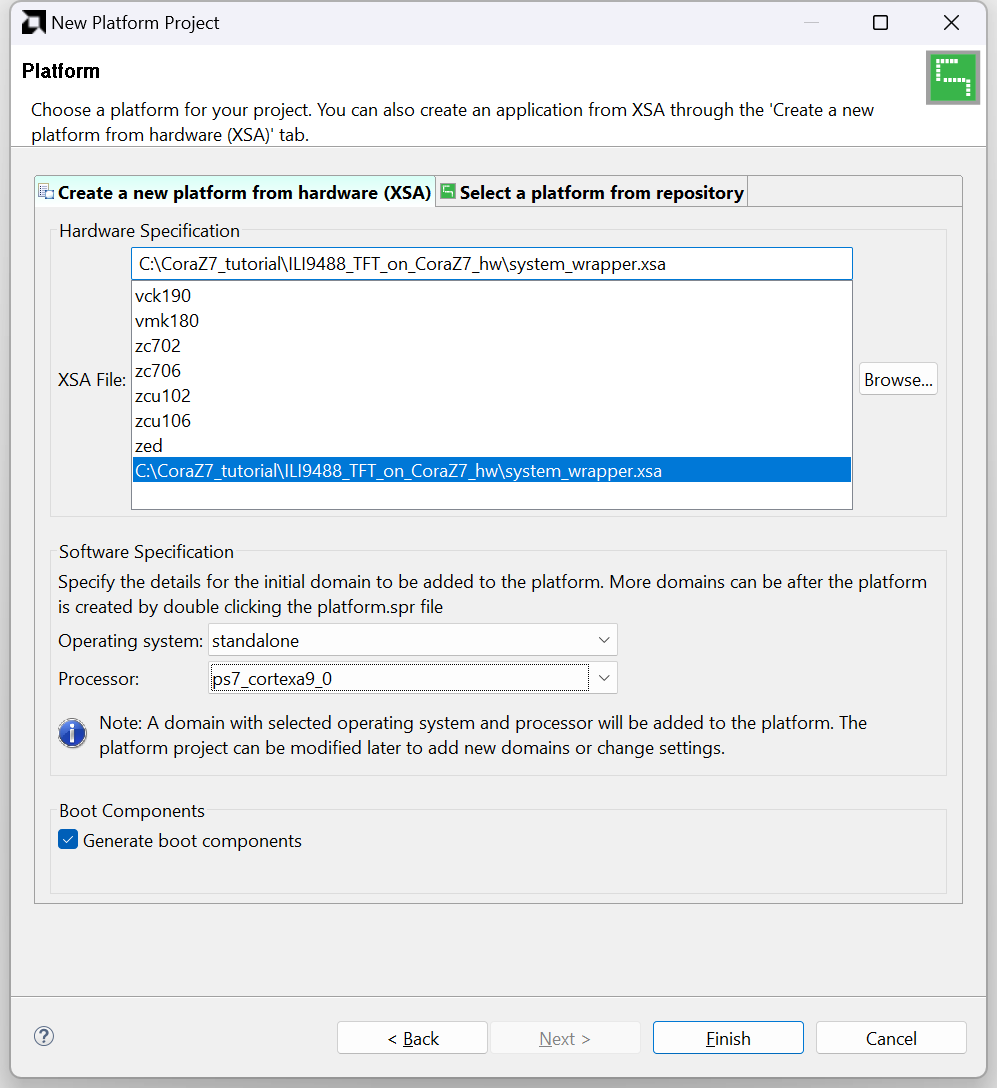 New Platform Project
Platform
Choose a platform for your project. You can also create an application from XSA through the 'Create a new
platform from hardware (XSA)' tab.
Create a new platform from hardware (XSA)
Select a platform from repository
Hardware Specification
C:\CoraZ7_tutorial\ILI9488_TFT_on_CoraZ7_hw\system_wrapper.xsa
vck190
vmk180
zc702
zc706
XSA File:
Browse...
zcu102
zcu106
zed
C:\CoraZ7_tutorial\ILI9488_TFT_on_CoraZ7_hw\system_wrapper.xsa
Software Specification
Specify the details for the initial domain to be added to the platform. More domains can be after the platform
is created by double clicking the platform.spr file
Operating system: standalone
Processor: ps7_cortexa9_0
Note: A domain with selected operating system and processor will be added to the platform. The
platform project can be modified later to add new domains or change settings.
Boot Components
Generate boot components
< Back
Next >
Finish
Cancel